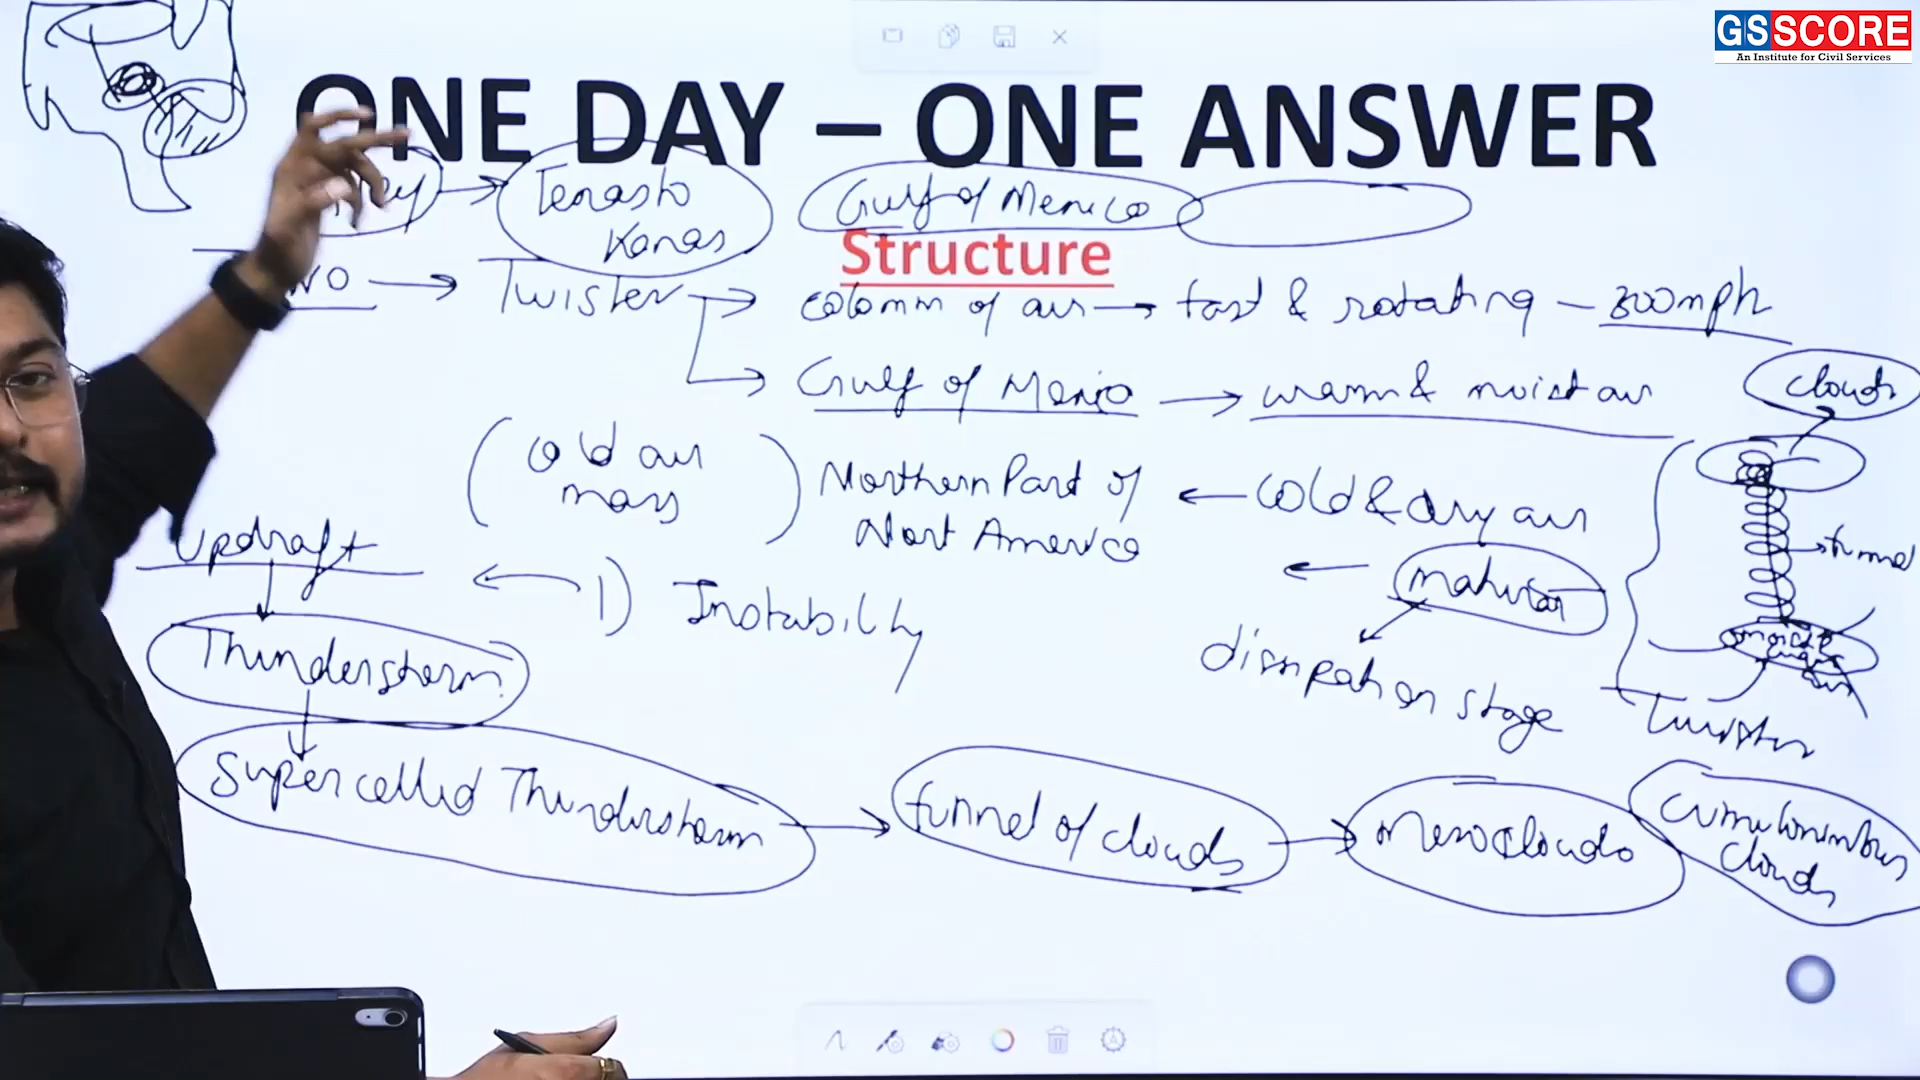 GSSCORE
An Institute for Civil Services
ONE DAY – ONE ANSWER
Texas to
Kansas
Gulf of Mexico
Structure
Twister → column of air → fast & rotating – 300mph
Gulf of Mexico → warm & moist air
clouds
cold air
mass
Northern Part of
North America
← cold & dry air
funnel
Updraft
← 1) Instability
← maturation
dissipation stage
Thunderstorm
Twister
Supercelled Thunderstorm → funnel of clouds → mesoclouds
cumulonimbus
clouds